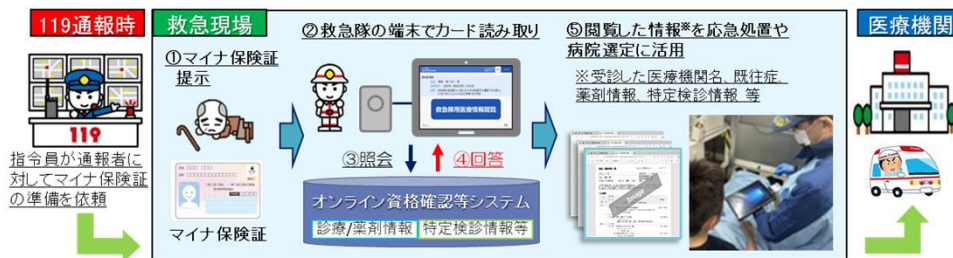 119通報時
119
指令員が通報者に
対してマイナ保険証
の準備を依頼
救急現場
①マイナ保険証
提示
マイナ保険証
②救急隊の端末でカード読み取り
救急隊用医療情報閲覧
③照会
④回答
オンライン資格確認等システム
診療/薬剤情報
特定検診情報等
⑤閲覧した情報※を応急処置や
病院選定に活用
※受診した医療機関名、既往症、
薬剤情報、特定検診情報 等
医療機関